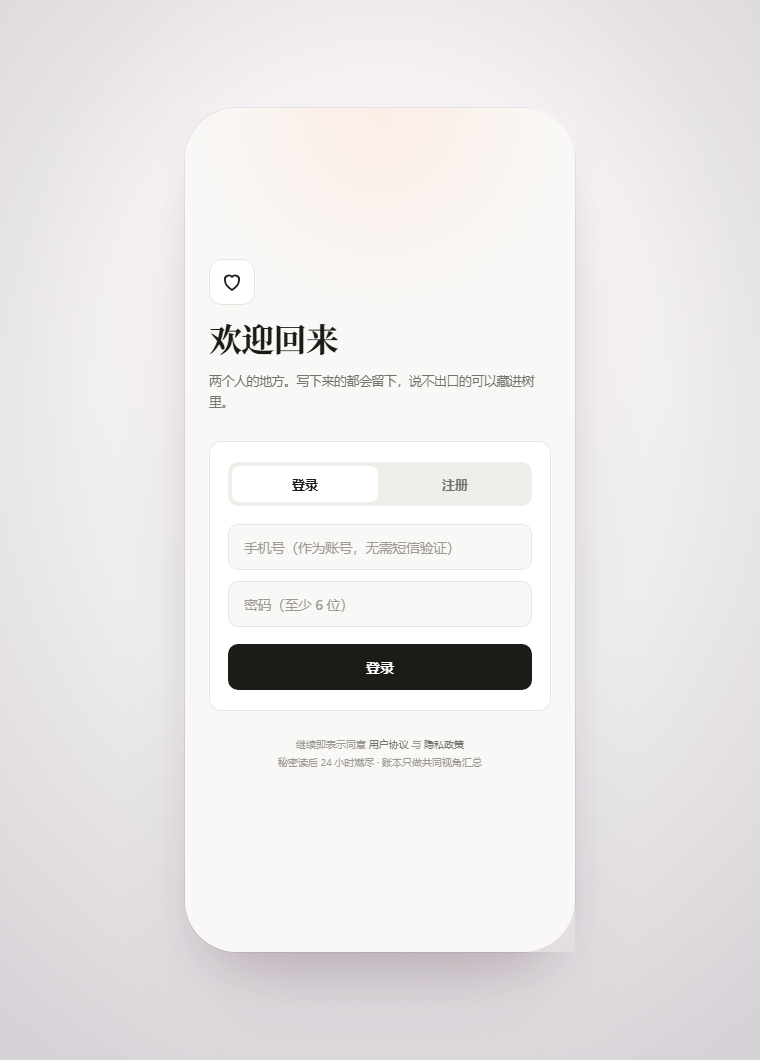 欢迎回来
两个人的地方。写下来的都会留下，说不出口的可以藏进树
里。
登录 注册
手机号（作为账号，无需短信验证）
密码（至少 6 位）
登录
继续即表示同意 用户协议 与 隐私政策
秘密读后 24 小时燃尽 · 账本只做共同视角汇总